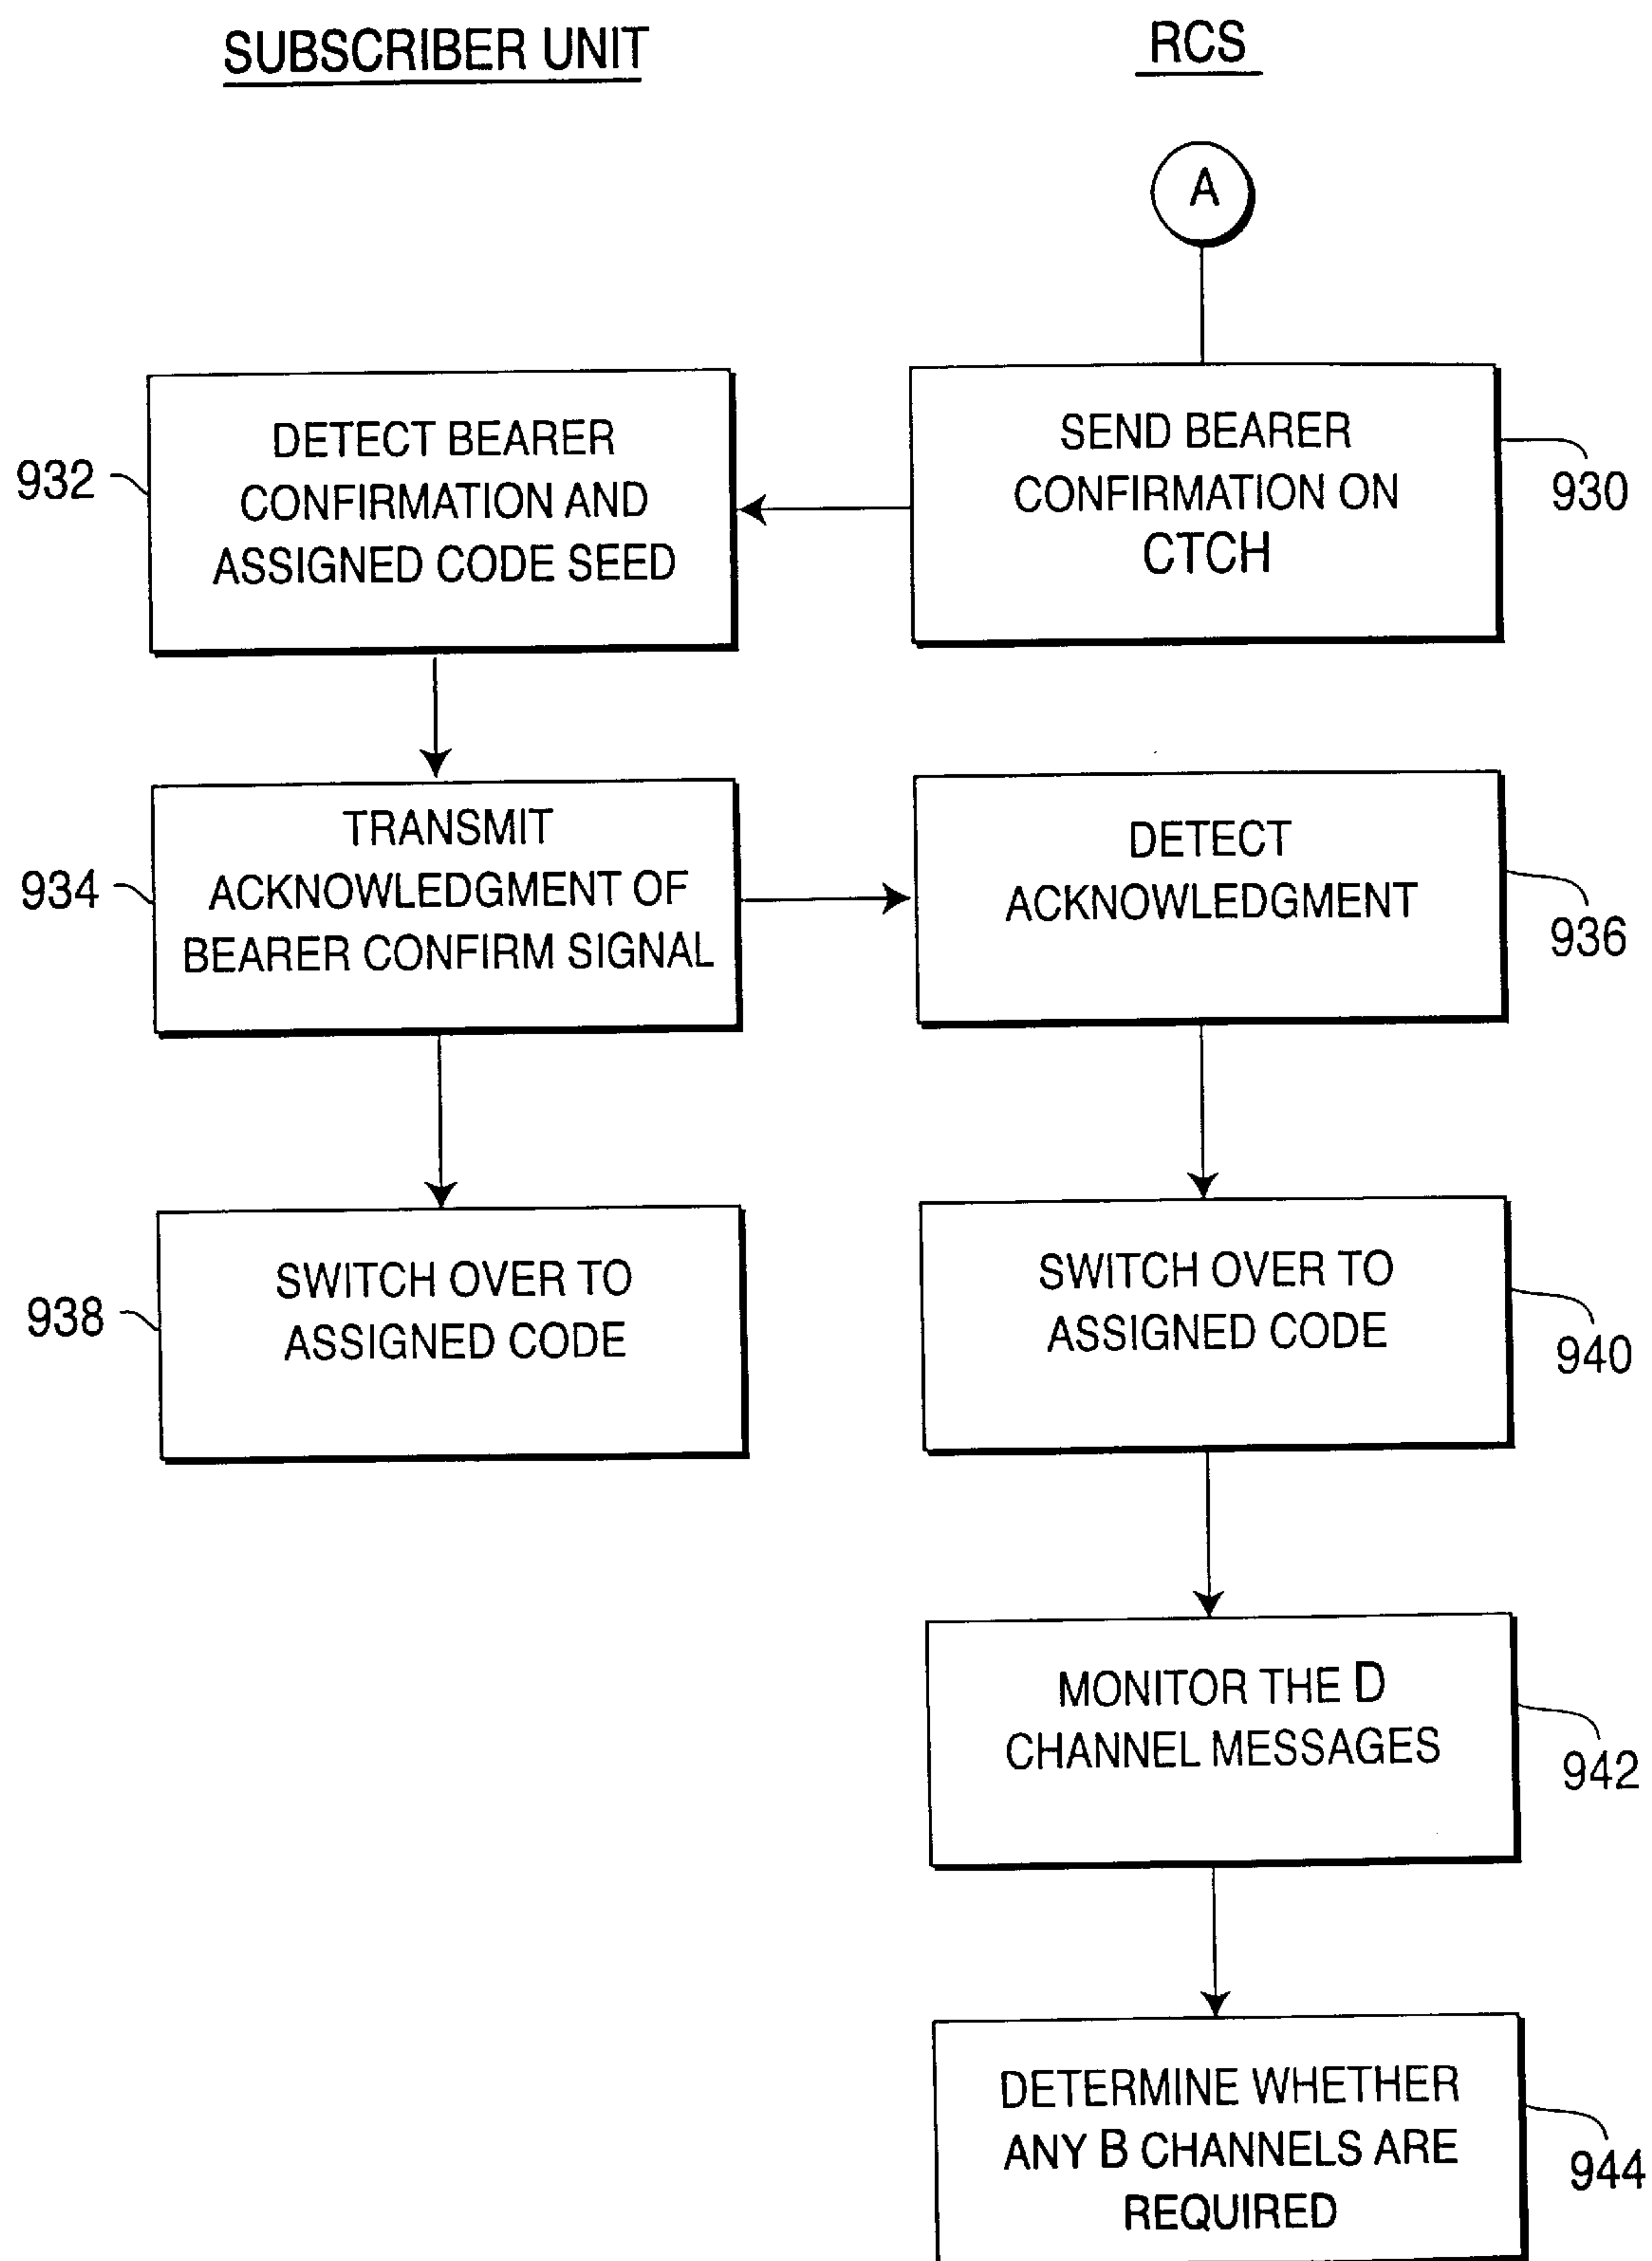 SUBSCRIBER UNIT
RCS
A
SEND BEARER
CONFIRMATION ON
CTCH
930
DETECT BEARER
CONFIRMATION AND
ASSIGNED CODE SEED
932
TRANSMIT
ACKNOWLEDGMENT OF
BEARER CONFIRM SIGNAL
934
DETECT
ACKNOWLEDGMENT
936
SWITCH OVER TO
ASSIGNED CODE
938
SWITCH OVER TO
ASSIGNED CODE
940
MONITOR THE D
CHANNEL MESSAGES
942
DETERMINE WHETHER
ANY B CHANNELS ARE
REQUIRED
944